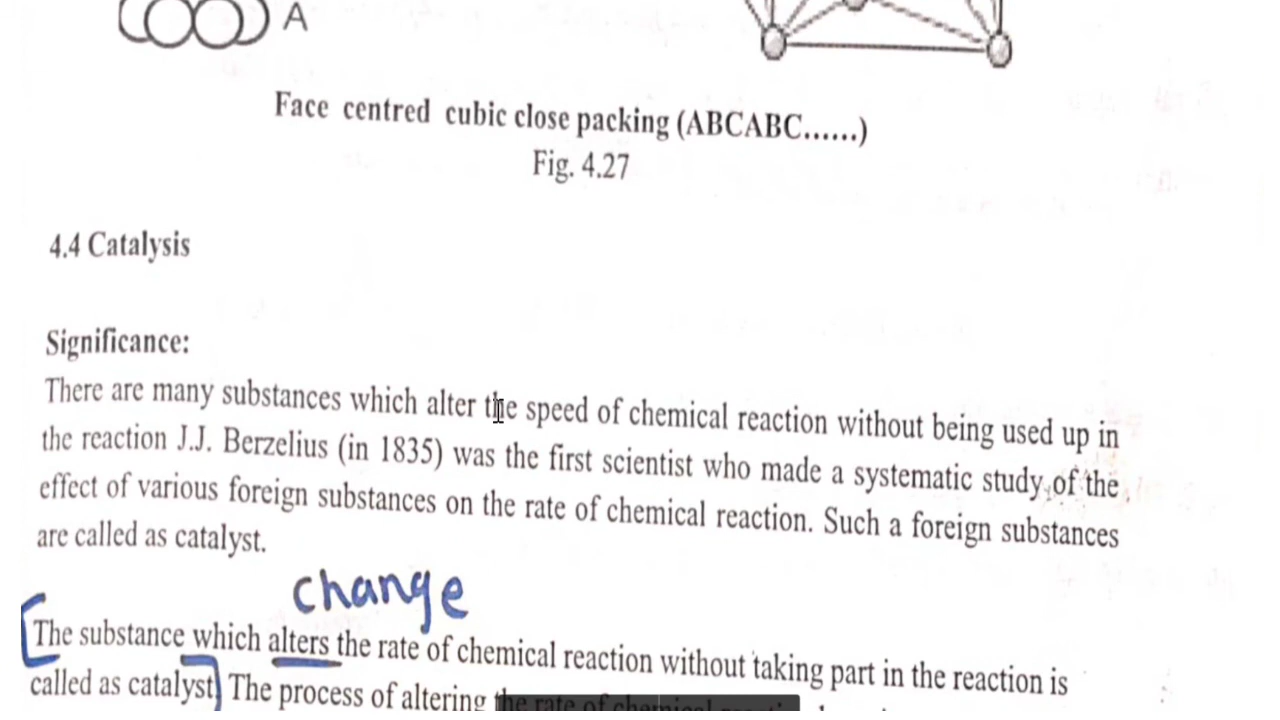 A
Face centred cubic close packing (ABCABC......)
Fig. 4.27
4.4 Catalysis
Significance:
There are many substances which alter the speed of chemical reaction without being used up in
the reaction J.J. Berzelius (in 1835) was the first scientist who made a systematic study of the
effect of various foreign substances on the rate of chemical reaction. Such a foreign substances
are called as catalyst.
change
The substance which alters the rate of chemical reaction without taking part in the reaction is
called as catalyst. The process of altering the rate of chemical